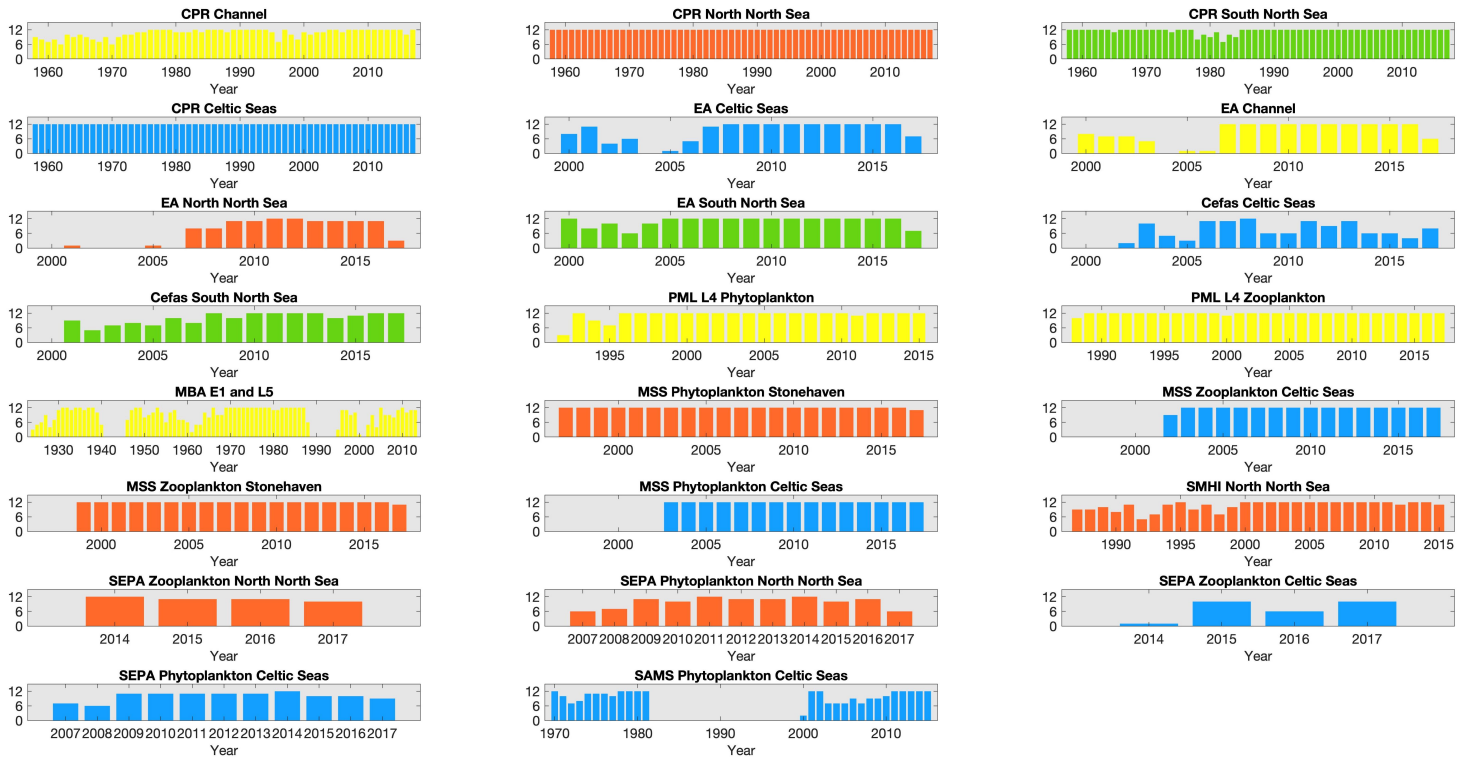 CPR Channel
12
6
0
1960 1970 1980 1990 2000 2010
Year
CPR North North Sea
12
6
0
1960 1970 1980 1990 2000 2010
Year
CPR South North Sea
12
6
0
1960 1970 1980 1990 2000 2010
Year
CPR Celtic Seas
12
6
0
1960 1970 1980 1990 2000 2010
Year
EA Celtic Seas
12
6
0
2000 2005 2010 2015
Year
EA Channel
12
6
0
2000 2005 2010 2015
Year
EA North North Sea
12
6
0
2000 2005 2010 2015
Year
EA South North Sea
12
6
0
2000 2005 2010 2015
Year
Cefas Celtic Seas
12
6
0
2000 2005 2010 2015
Year
Cefas South North Sea
12
6
0
2000 2005 2010 2015
Year
PML L4 Phytoplankton
12
6
0
1995 2000 2005 2010 2015
Year
PML L4 Zooplankton
12
6
0
1990 1995 2000 2005 2010 2015
Year
MBA E1 and L5
12
6
0
1930 1940 1950 1960 1970 1980 1990 2000 2010
Year
MSS Phytoplankton Stonehaven
12
6
0
2000 2005 2010 2015
Year
MSS Zooplankton Celtic Seas
12
6
0
2000 2005 2010 2015
Year
MSS Zooplankton Stonehaven
12
6
0
2000 2005 2010 2015
Year
MSS Phytoplankton Celtic Seas
12
6
0
2000 2005 2010 2015
Year
SMHI North North Sea
12
6
0
1990 1995 2000 2005 2010 2015
Year
SEPA Zooplankton North North Sea
12
6
0
2014 2015 2016 2017
Year
SEPA Phytoplankton North North Sea
12
6
0
2007 2008 2009 2010 2011 2012 2013 2014 2015 2016 2017
Year
SEPA Zooplankton Celtic Seas
12
6
0
2014 2015 2016 2017
Year
SEPA Phytoplankton Celtic Seas
12
6
0
2007 2008 2009 2010 2011 2012 2013 2014 2015 2016 2017
Year
SAMS Phytoplankton Celtic Seas
12
6
0
1970 1980 1990 2000 2010
Year